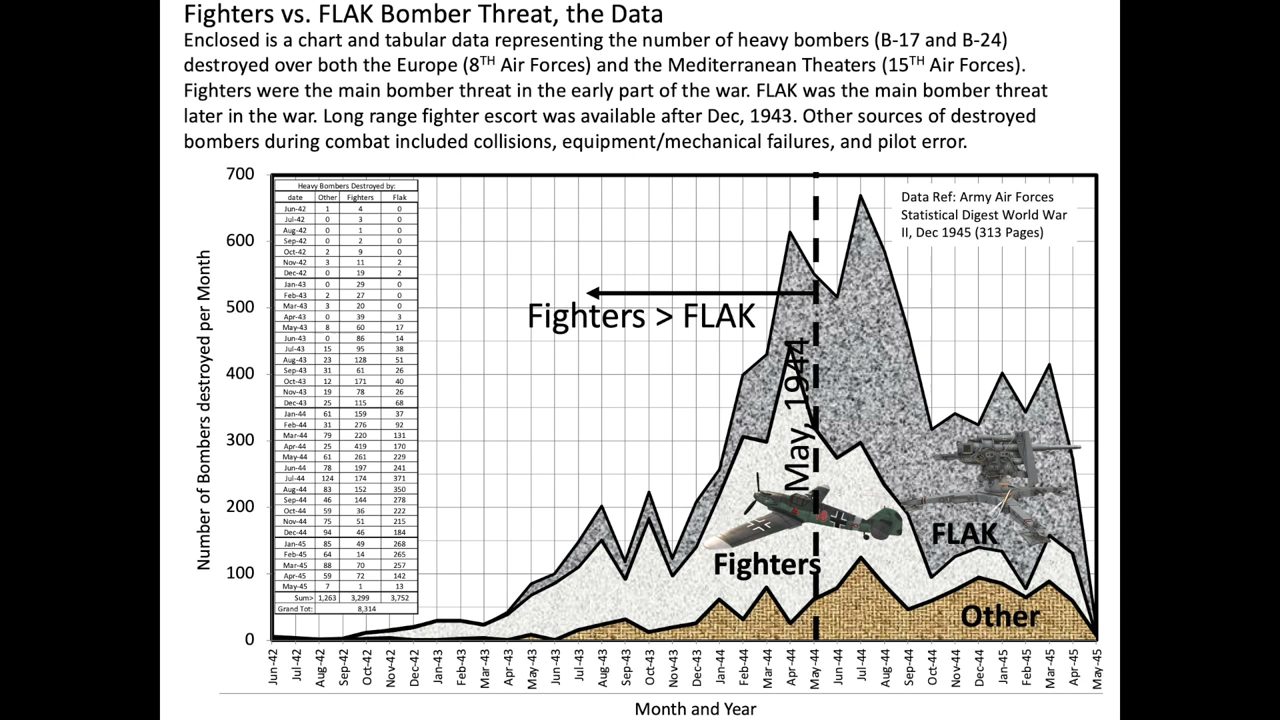 Fighters vs. FLAK Bomber Threat, the Data
Enclosed is a chart and tabular data representing the number of heavy bombers (B-17 and B-24)
destroyed over both the Europe (8TH Air Forces) and the Mediterranean Theaters (15TH Air Forces).
Fighters were the main bomber threat in the early part of the war. FLAK was the main bomber threat
later in the war. Long range fighter escort was available after Dec, 1943. Other sources of destroyed
bombers during combat included collisions, equipment/mechanical failures, and pilot error.
Number of Bombers destroyed per Month
700
600
500
400
300
200
100
0
Heavy Bombers Destroyed by:
date Other Fighters Flak
Jun-42 1 4 0
Jul-42 0 3 0
Aug-42 0 1 0
Sep-42 0 2 0
Oct-42 2 9 0
Nov-42 3 11 2
Dec-42 0 19 2
Jan-43 0 29 0
Feb-43 2 27 0
Mar-43 3 20 0
Apr-43 0 39 3
May-43 8 60 17
Jun-43 0 86 14
Jul-43 15 95 38
Aug-43 23 128 51
Sep-43 31 61 26
Oct-43 12 171 40
Nov-43 19 78 26
Dec-43 25 115 68
Jan-44 61 159 37
Feb-44 31 276 92
Mar-44 79 220 131
Apr-44 25 419 170
May-44 61 261 229
Jun-44 78 197 241
Jul-44 124 174 371
Aug-44 83 152 350
Sep-44 46 144 278
Oct-44 59 36 222
Nov-44 75 51 215
Dec-44 94 46 184
Jan-45 85 49 268
Feb-45 64 14 265
Mar-45 88 70 257
Apr-45 59 72 142
May-45 7 1 13
Sum> 1,263 3,299 3,752
Grand Tot: 8,314
Fighters > FLAK
May, 1944
Data Ref: Army Air Forces
Statistical Digest World War
II, Dec 1945 (313 Pages)
FLAK
Fighters
Other
Jun-42
Jul-42
Aug-42
Sep-42
Oct-42
Nov-42
Dec-42
Jan-43
Feb-43
Mar-43
Apr-43
May-43
Jun-43
Jul-43
Aug-43
Sep-43
Oct-43
Nov-43
Dec-43
Jan-44
Feb-44
Mar-44
Apr-44
May-44
Jun-44
Jul-44
Aug-44
Sep-44
Oct-44
Nov-44
Dec-44
Jan-45
Feb-45
Mar-45
Apr-45
May-45
Month and Year